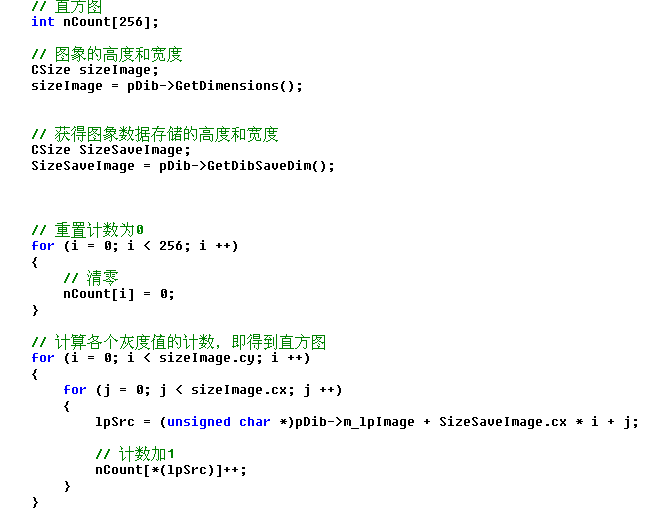 // 直方图
int nCount[256];
// 图象的高度和宽度
CSize sizeImage;
sizeImage = pDib->GetDimensions();
// 获得图象数据存储的高度和宽度
CSize SizeSaveImage;
SizeSaveImage = pDib->GetDibSaveDim();
// 重置计数为0
for (i = 0; i < 256; i ++)
{
// 清零
nCount[i] = 0;
}
// 计算各个灰度值的计数，即得到直方图
for (i = 0; i < sizeImage.cy; i ++)
{
for (j = 0; j < sizeImage.cx; j ++)
{
lpSrc = (unsigned char *)pDib->m_lpImage + SizeSaveImage.cx * i + j;
// 计数加1
nCount[*(lpSrc)]++;
}
}